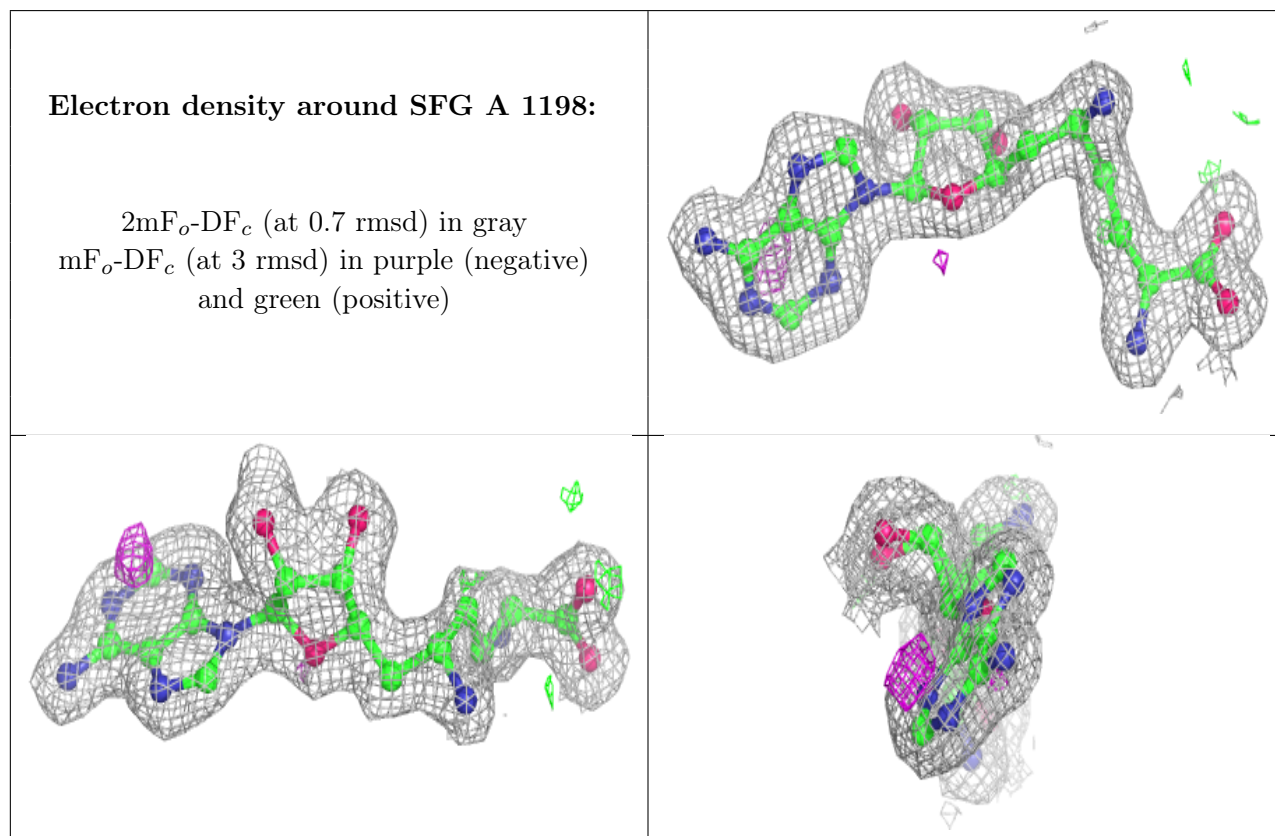 Electron density around SFG A 1198:
2mFo-DFc (at 0.7 rmsd) in gray
mFo-DFc (at 3 rmsd) in purple (negative)
and green (positive)